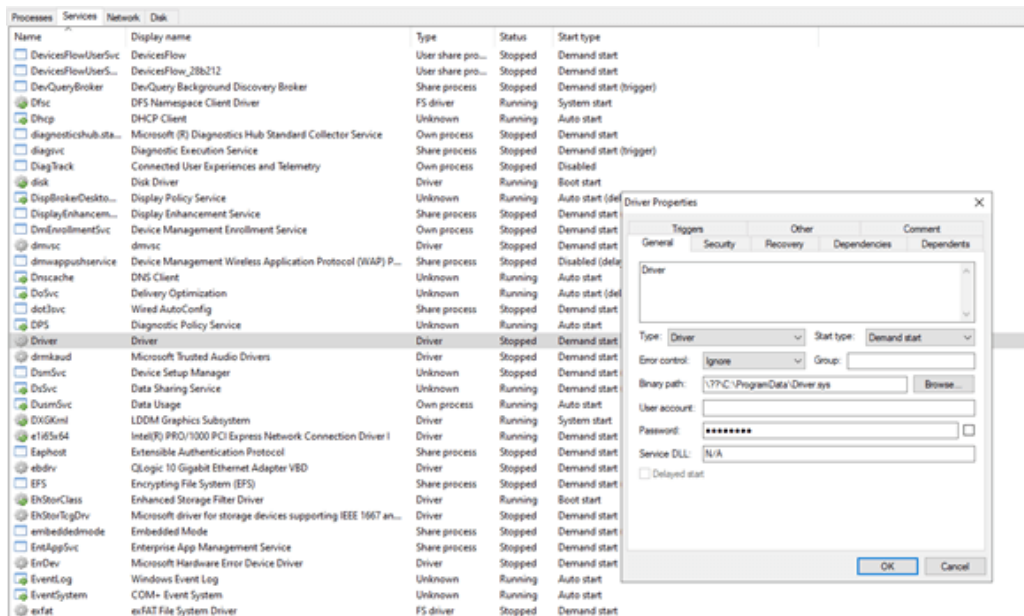 Processes Services Network Disk
Name Display name Type Status Start type
DevicesFlowUserSvc DevicesFlow User share pro... Stopped Demand start
DevicesFlowUserS... DevicesFlow_28b212 User share pro... Stopped Demand start
DevQueryBroker DevQuery Background Discovery Broker Share process Stopped Demand start (trigger)
Dfsc DFS Namespace Client Driver FS driver Running System start
Dhcp DHCP Client Unknown Running Auto start
diagnosticshub.sta... Microsoft (R) Diagnostics Hub Standard Collector Service Own process Stopped Demand start
diagsvc Diagnostic Execution Service Share process Stopped Demand start (trigger)
DiagTrack Connected User Experiences and Telemetry Own process Stopped Disabled
disk Disk Driver Driver Running Boot start
DispBrokerDeskto... Display Policy Service Unknown Running Auto start (del
DisplayEnhancem... Display Enhancement Service Share process Stopped Demand start
DmEnrollmentSvc Device Management Enrollment Service Own process Stopped Demand start
dmvsc dmvsc Driver Stopped Demand start
dmwappushservice Device Management Wireless Application Protocol (WAP) P... Share process Stopped Disabled (dela
Dnscache DNS Client Unknown Running Auto start
DoSvc Delivery Optimization Unknown Running Auto start (del
dot3svc Wired AutoConfig Share process Stopped Demand start
DPS Diagnostic Policy Service Unknown Running Auto start
Driver Driver Driver Stopped Demand start
drmkaud Microsoft Trusted Audio Drivers Driver Stopped Demand start
DsmSvc Device Setup Manager Unknown Stopped Demand start
DsSvc Data Sharing Service Unknown Running Demand start
DusmSvc Data Usage Own process Running Auto start
DXGKrnl LDDM Graphics Subsystem Driver Running System start
e1i65x64 Intel(R) PRO/1000 PCI Express Network Connection Driver I Driver Running Demand start
Eaphost Extensible Authentication Protocol Share process Stopped Demand start
ebdrv QLogic 10 Gigabit Ethernet Adapter VBD Driver Stopped Demand start
EFS Encrypting File System (EFS) Share process Stopped Demand start
EhStorClass Enhanced Storage Filter Driver Driver Running Boot start
EhStorTcgDrv Microsoft driver for storage devices supporting IEEE 1667 an... Driver Stopped Demand start
embeddedmode Embedded Mode Share process Stopped Demand start
EntAppSvc Enterprise App Management Service Share process Stopped Demand start
ErrDev Microsoft Hardware Error Device Driver Driver Stopped Demand start
EventLog Windows Event Log Unknown Running Auto start
EventSystem COM+ Event System Unknown Running Auto start
exfat exFAT File System Driver FS driver Stopped Demand start
Driver Properties
Triggers Other Comment
General Security Recovery Dependencies Dependents
Driver
Type: Driver Start type: Demand start
Error control: Ignore Group:
Binary path: \??\C:\ProgramData\Driver.sys Browse...
User account:
Password: ●●●●●●●●
Service DLL: N/A
Delayed start
OK Cancel